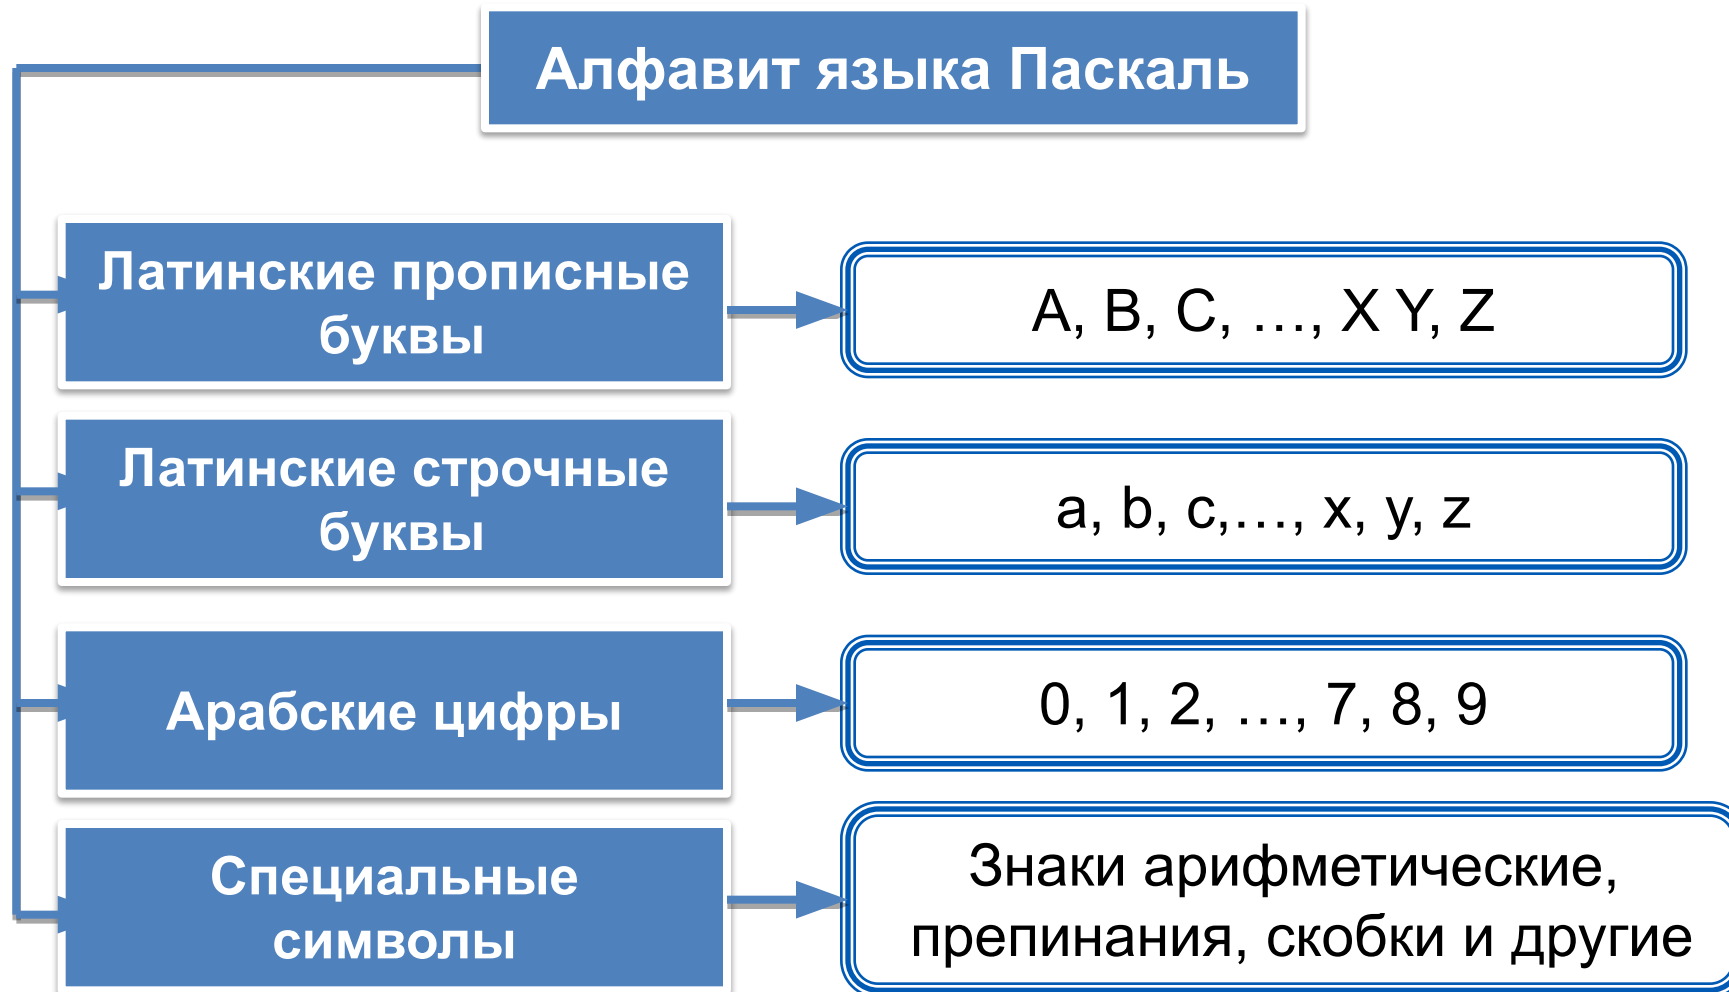 Алфавит языка Паскаль
Латинские прописные
буквы
A, B, C, …, X Y, Z
Латинские строчные
буквы
a, b, c,…, x, y, z
Арабские цифры
0, 1, 2, …, 7, 8, 9
Специальные
символы
Знаки арифметические,
препинания, скобки и другие